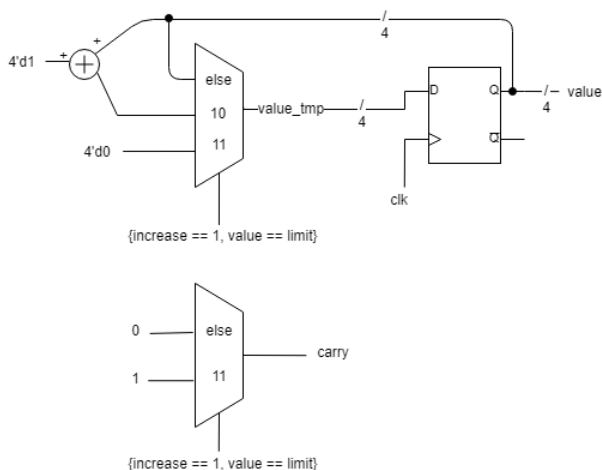 4
+
+
4'd1
else
D
Q
value
value_tmp
4
4
10
11
Q
4'd0
clk
{increase == 1, value == limit}
0
else
carry
1
11
{increase == 1, value == limit}